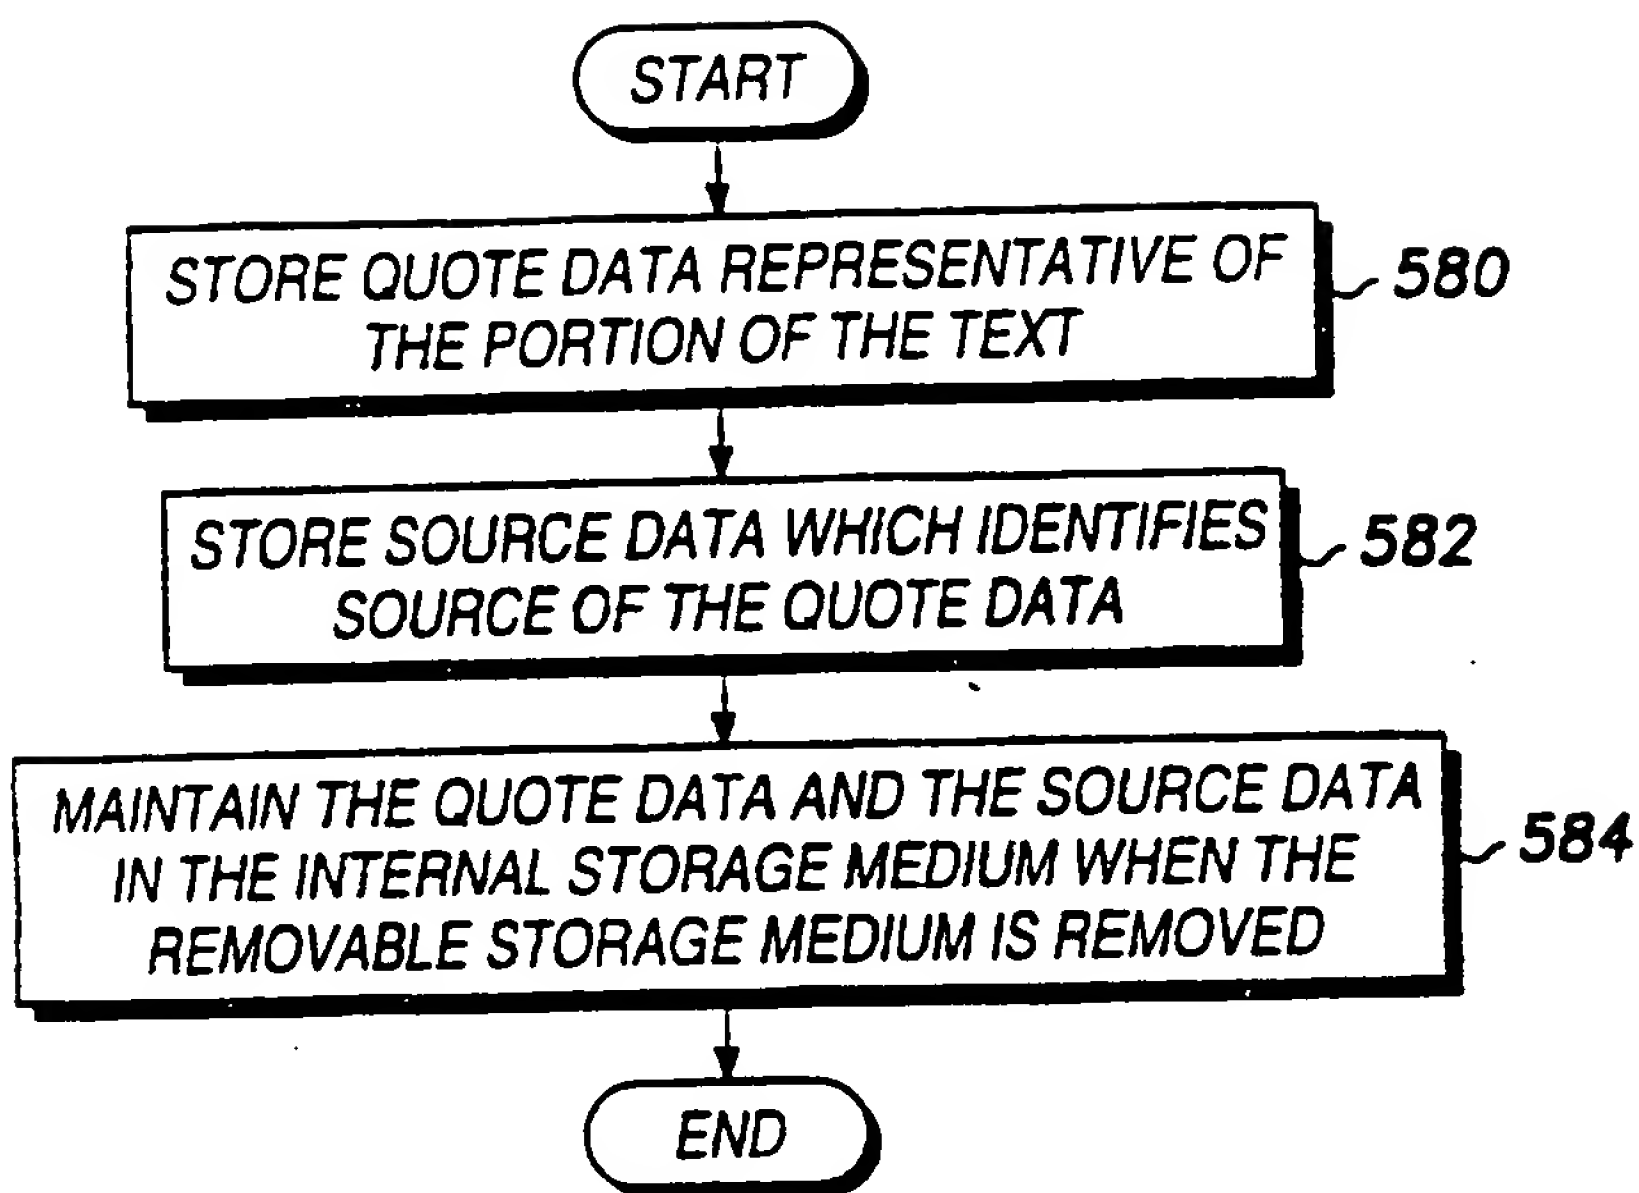 START
STORE QUOTE DATA REPRESENTATIVE OF
THE PORTION OF THE TEXT
580
STORE SOURCE DATA WHICH IDENTIFIES
SOURCE OF THE QUOTE DATA
582
MAINTAIN THE QUOTE DATA AND THE SOURCE DATA
IN THE INTERNAL STORAGE MEDIUM WHEN THE
REMOVABLE STORAGE MEDIUM IS REMOVED
584
END